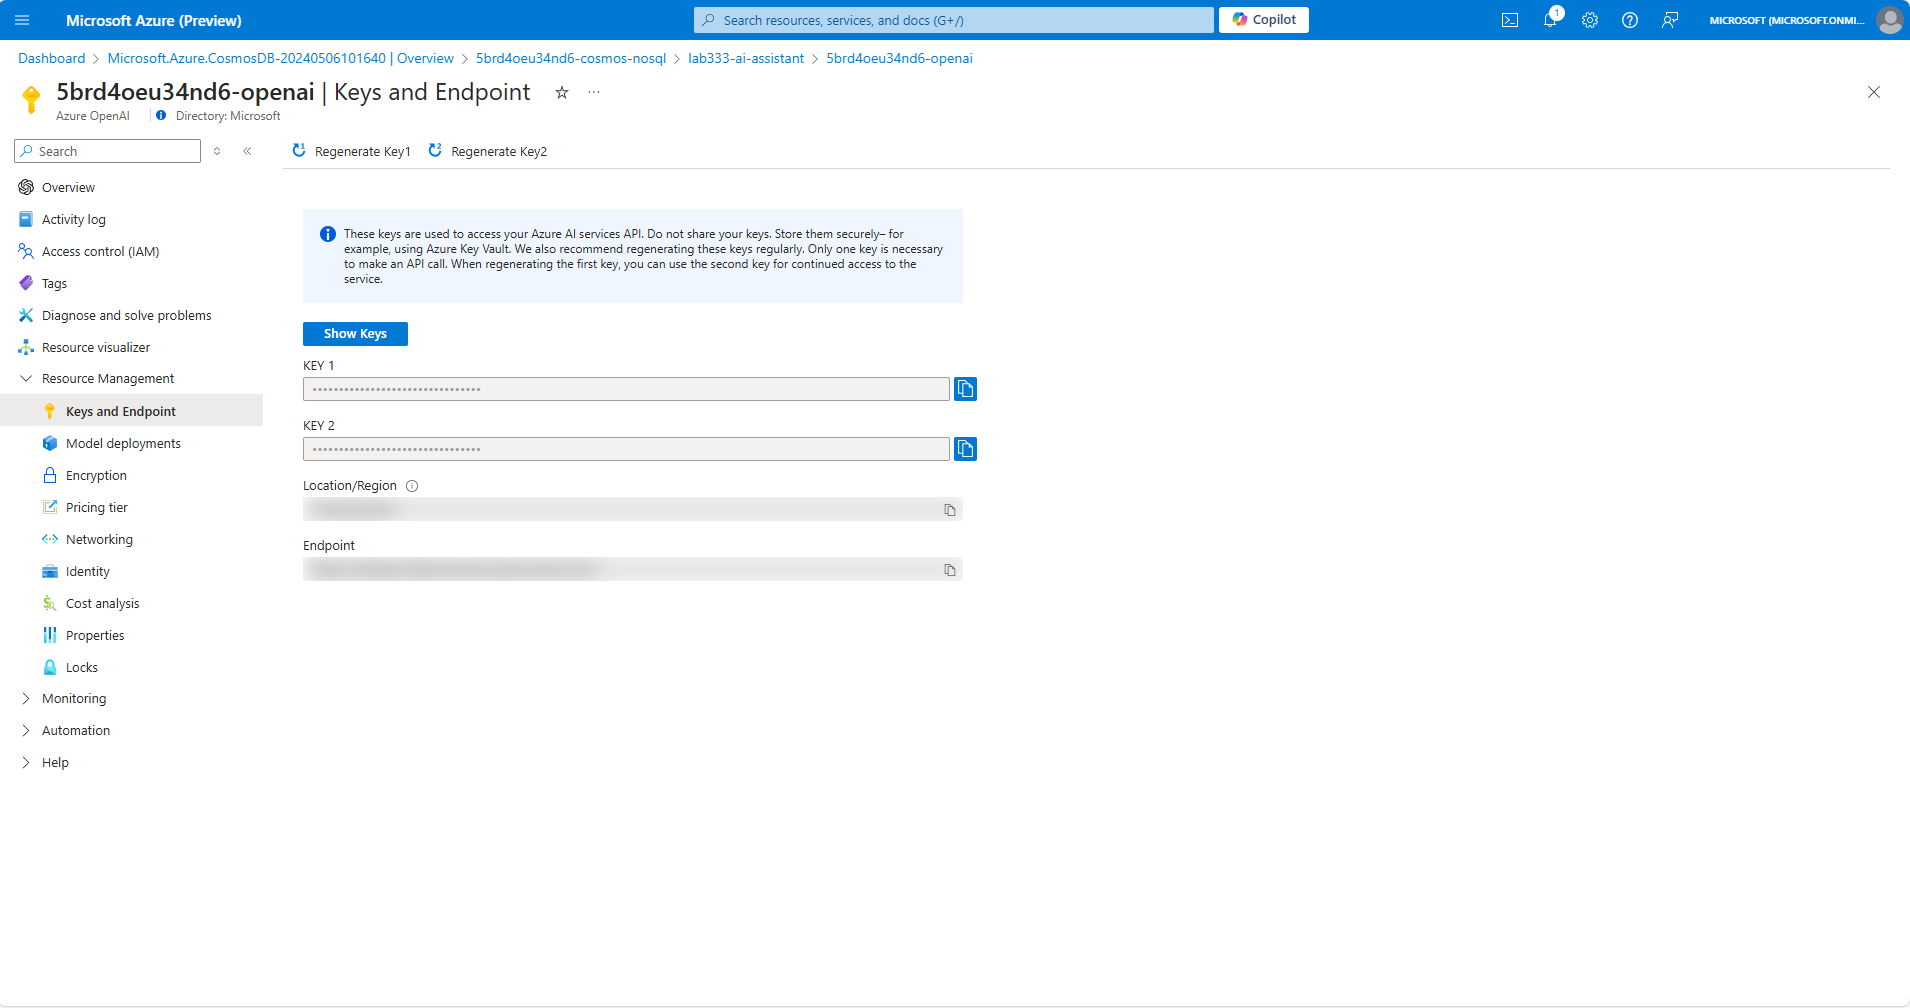 Microsoft Azure (Preview)
Search resources, services, and docs (G+/)
Copilot
1
MICROSOFT (MICROSOFT.ONMI...
Dashboard > Microsoft.Azure.CosmosDB-20240506101640 | Overview > 5brd4oeu34nd6-cosmos-nosql > lab333-ai-assistant > 5brd4oeu34nd6-openai
5brd4oeu34nd6-openai | Keys and Endpoint
Azure OpenAI
Directory: Microsoft
Search
Regenerate Key1
Regenerate Key2
Overview
Activity log
Access control (IAM)
Tags
Diagnose and solve problems
Resource visualizer
Resource Management
Keys and Endpoint
Model deployments
Encryption
Pricing tier
Networking
Identity
Cost analysis
Properties
Locks
Monitoring
Automation
Help
These keys are used to access your Azure AI services API. Do not share your keys. Store them securely– for
example, using Azure Key Vault. We also recommend regenerating these keys regularly. Only one key is necessary
to make an API call. When regenerating the first key, you can use the second key for continued access to the
service.
Show Keys
KEY 1
••••••••••••••••••••••••••••••••
KEY 2
••••••••••••••••••••••••••••••••
Location/Region
Endpoint